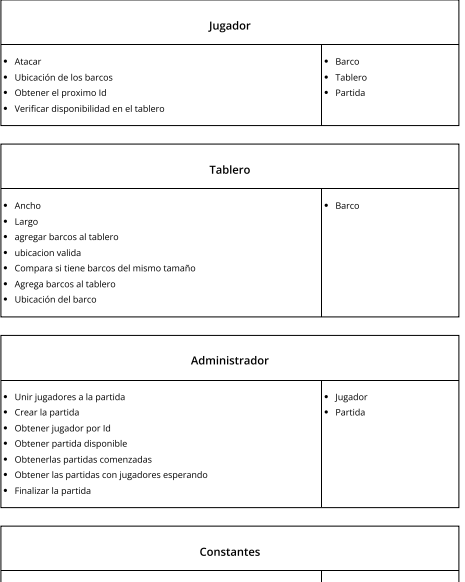 Jugador
Atacar
Ubicación de los barcos
Obtener el proximo Id
Verificar disponibilidad en el tablero
Barco
Tablero
Partida
Tablero
Ancho
Largo
agregar barcos al tablero
ubicacion valida
Compara si tiene barcos del mismo tamaño
Agrega barcos al tablero
Ubicación del barco
Barco
Administrador
Unir jugadores a la partida
Crear la partida
Obtener jugador por Id
Obtener partida disponible
Obtenerlas partidas comenzadas
Obtener las partidas con jugadores esperando
Finalizar la partida
Jugador
Partida
Constantes